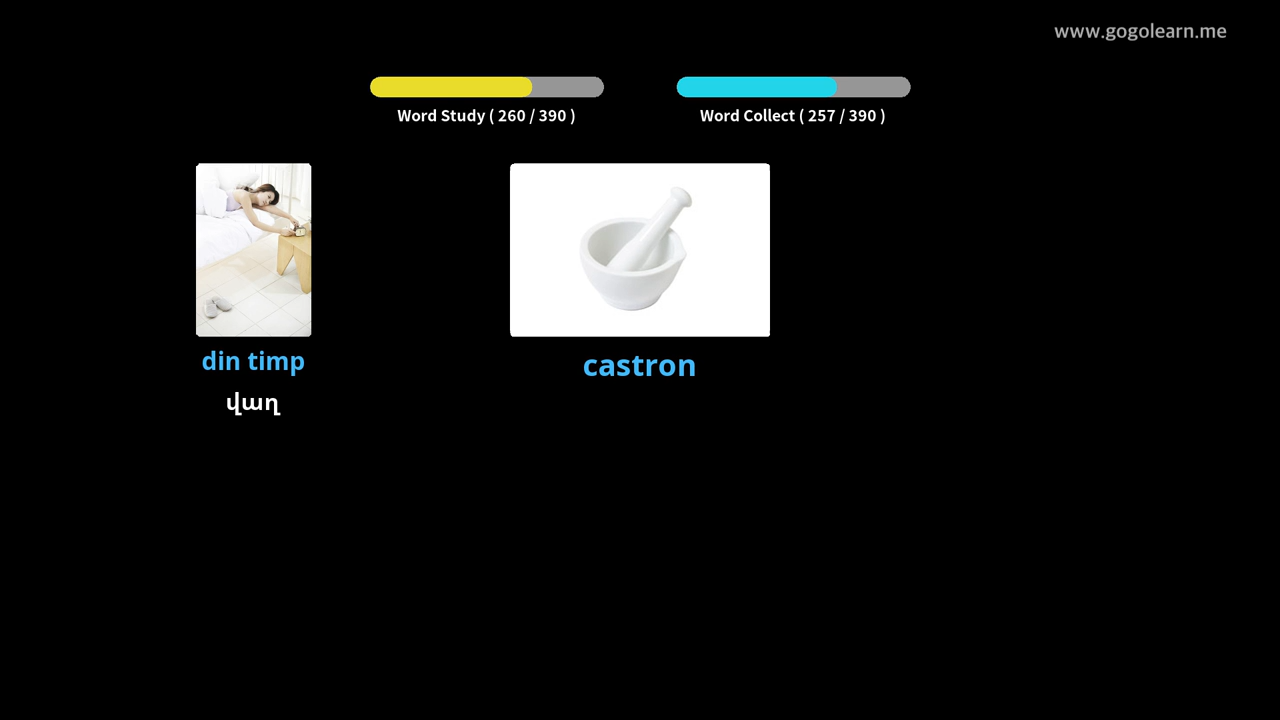 www.gogolearn.me
Word Study ( 260 / 390 )
Word Collect ( 257 / 390 )
din timp
castron
վաղ